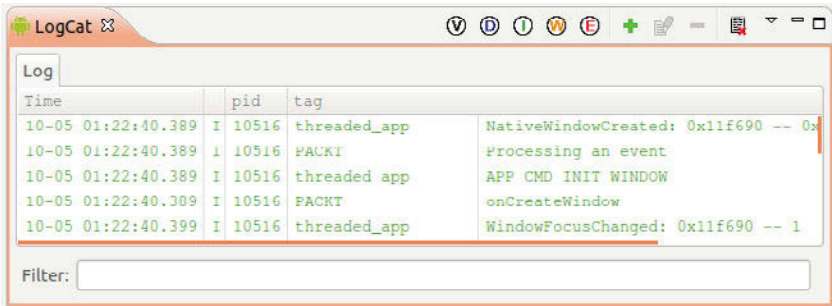 LogCat
V D I W E
Log
Time pid tag
10-05 01:22:40.389 I 10516 threaded_app NativeWindowCreated: 0x11f690 -- 0x
10-05 01:22:40.389 I 10516 PACKT Processing an event
10-05 01:22:40.389 I 10516 threaded_app APP_CMD_INIT_WINDOW
10-05 01:22:40.389 I 10516 PACKT onCreateWindow
10-05 01:22:40.399 I 10516 threaded_app WindowFocusChanged: 0x11f690 -- 1
Filter: